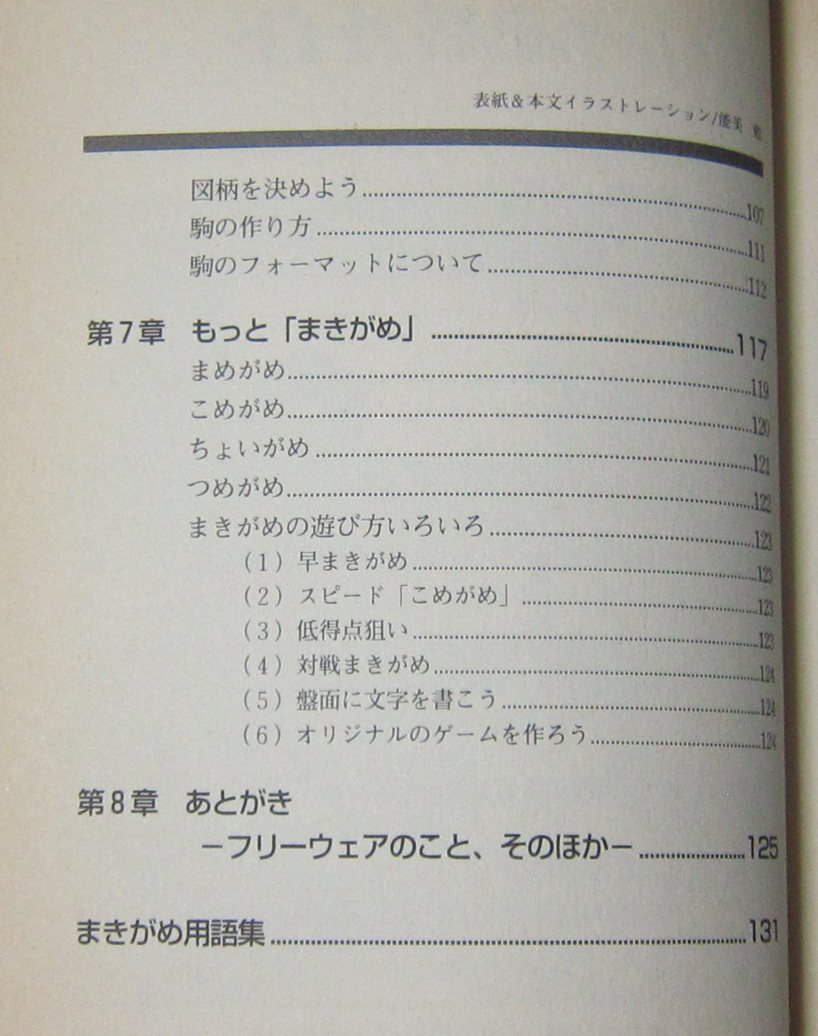 表紙&本文イラストレーション/能美
図柄を決めよう……107
駒の作り方……111
駒のフォーマットについて……112
第7章 もっと「まきがめ」……117
まめがめ……119
こめがめ……120
ちょいがめ……121
つめがめ……122
まきがめの遊び方いろいろ……123
(1) 早まきがめ……123
(2) スピード「こめがめ」……123
(3) 低得点狙い……123
(4) 対戦まきがめ……124
(5) 盤面に文字を書こう……124
(6) オリジナルのゲームを作ろう……124
第8章 あとがき
−フリーウェアのこと、そのほか−……125
まきがめ用語集……131